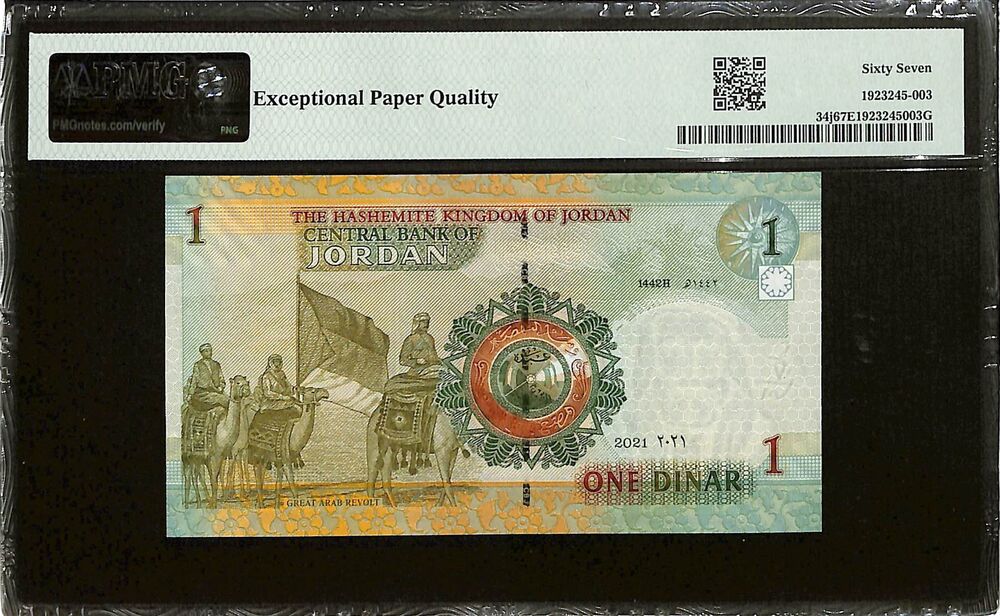 PMG
PMGnotes.com/verify
PNG
Exceptional Paper Quality
Sixty Seven
1923245-003
34j67E1923245003G
1
THE HASHEMITE KINGDOM OF JORDAN
CENTRAL BANK OF
JORDAN
1
1442H ١٤٤٢هـ
2021 ٢٠٢١
1
ONE DINAR
GREAT ARAB REVOLT